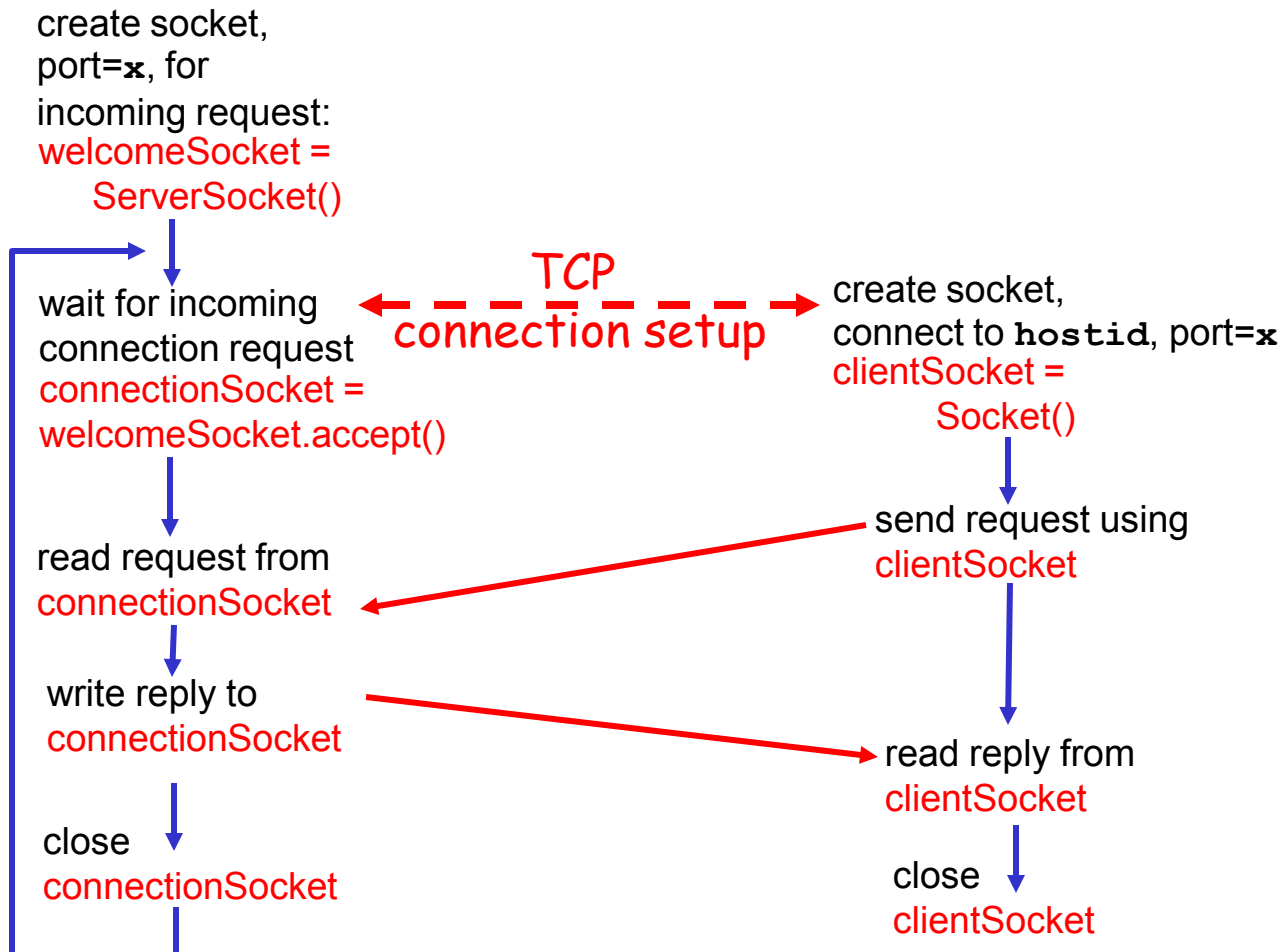 create socket,
port=x, for
incoming request:
welcomeSocket =
ServerSocket()
wait for incoming
connection request
connectionSocket =
welcomeSocket.accept()
TCP
connection setup
create socket,
connect to hostid, port=x
clientSocket =
Socket()
send request using
clientSocket
read request from
connectionSocket
write reply to
connectionSocket
read reply from
clientSocket
close
connectionSocket
close
clientSocket